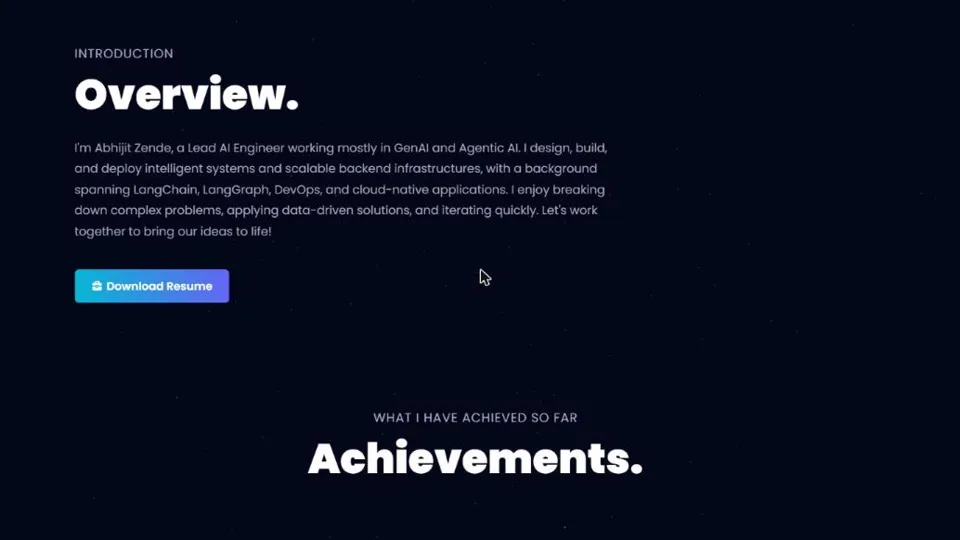 INTRODUCTION
Overview.
I'm Abhijit Zende, a Lead AI Engineer working mostly in GenAI and Agentic AI. I design, build,
and deploy intelligent systems and scalable backend infrastructures, with a background
spanning LangChain, LangGraph, DevOps, and cloud-native applications. I enjoy breaking
down complex problems, applying data-driven solutions, and iterating quickly. Let's work
together to bring our ideas to life!
Download Resume
WHAT I HAVE ACHIEVED SO FAR
Achievements.